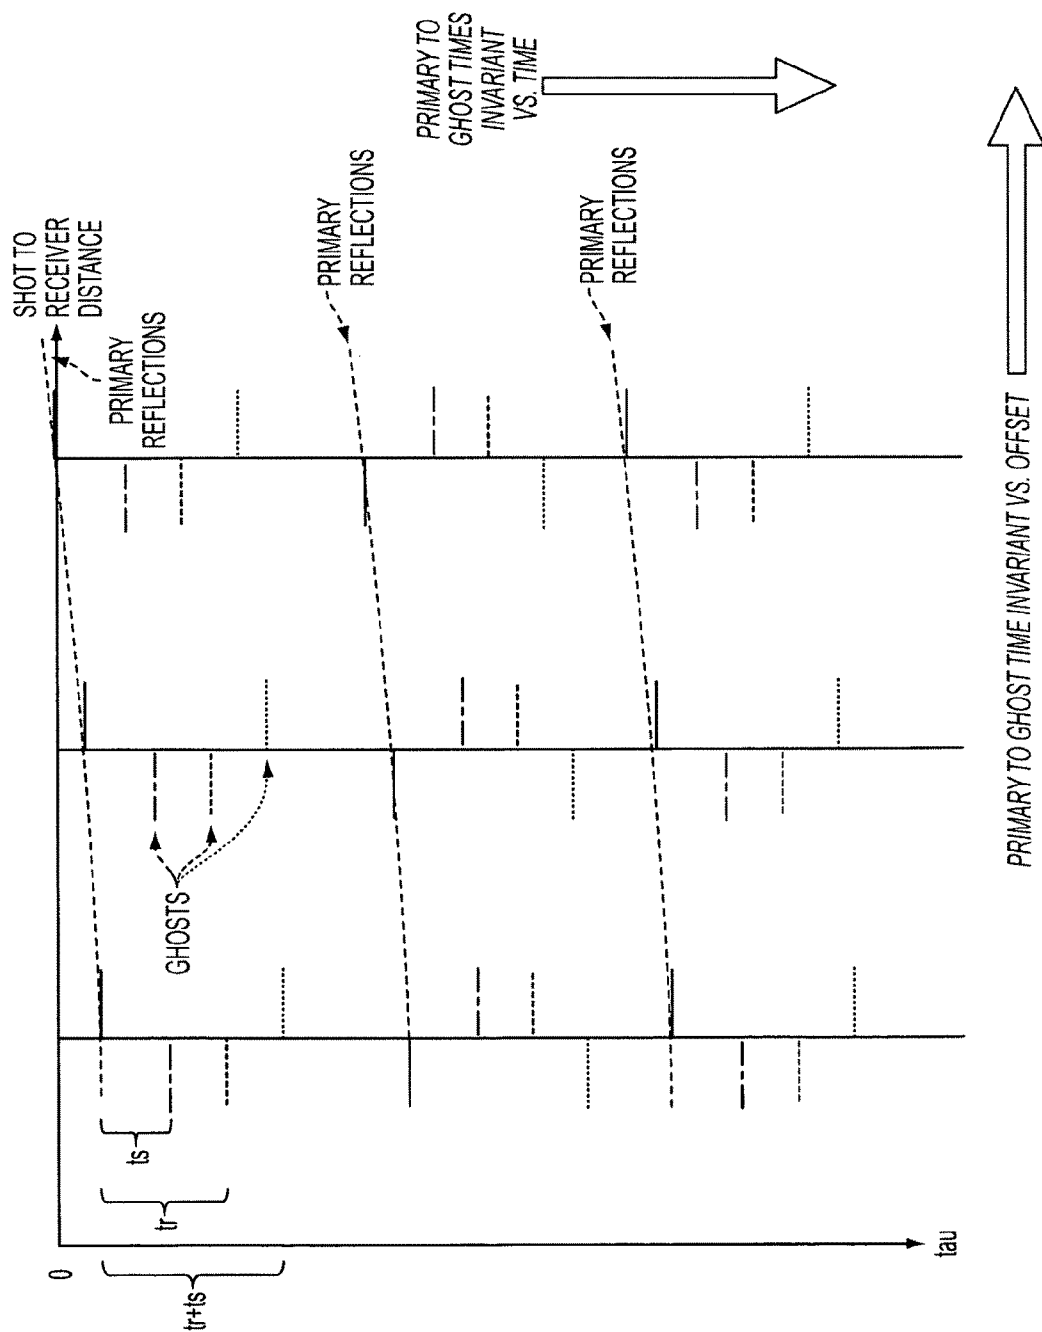 SHOT TO
RECEIVER
DISTANCE
PRIMARY
REFLECTIONS
PRIMARY
REFLECTIONS
PRIMARY
REFLECTIONS
PRIMARY TO
GHOST TIMES
INVARIANT
VS. TIME
GHOSTS
ts
tr
tr+ts
0
tau
PRIMARY TO GHOST TIME INVARIANT VS. OFFSET